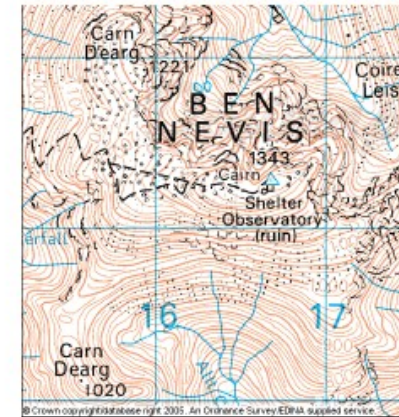 Carn
Dearg
1221
Coire
Leis
BEN
NEVIS
1343
Cairn
Shelter
Observatory
(ruin)
16
17
Carn
Dearg
1020
© Crown copyright/database right 2005. An Ordnance Survey/EDINA supplied service.